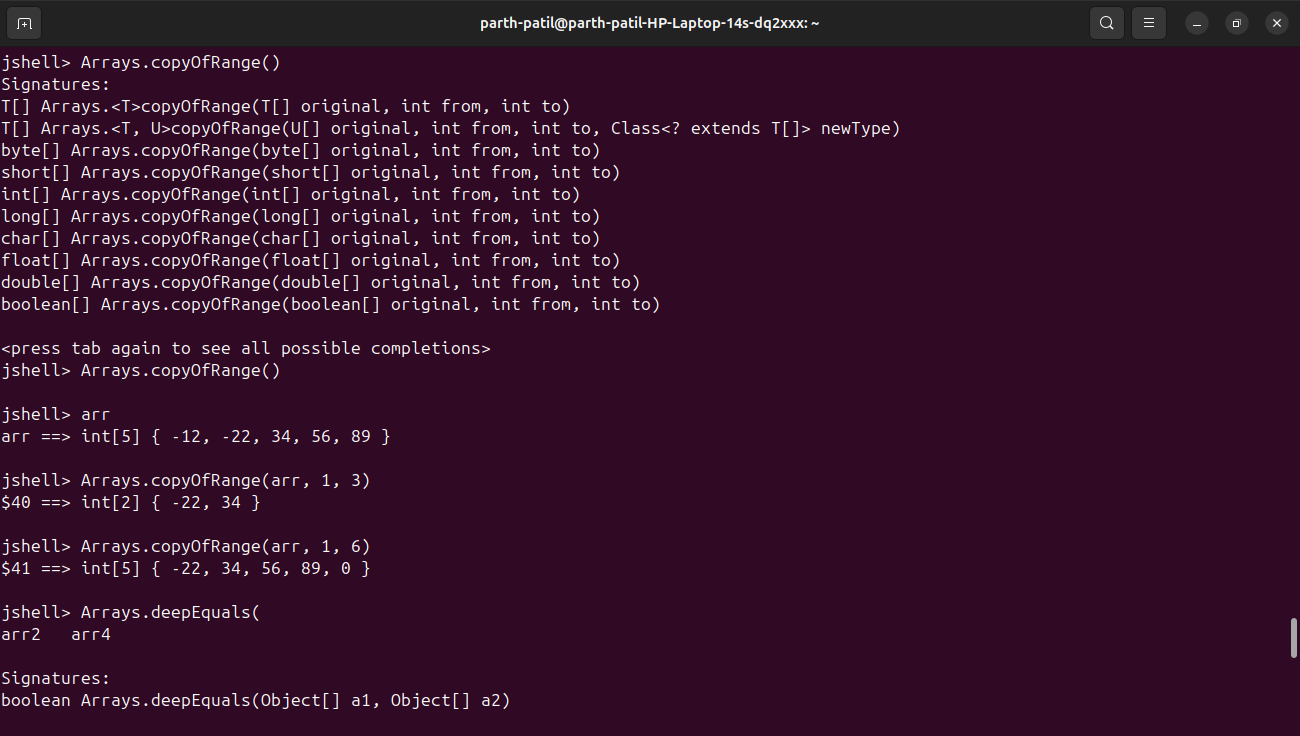 parth-patil@parth-patil-HP-Laptop-14s-dq2xxx: ~
jshell> Arrays.copyOfRange()
Signatures:
T[] Arrays.<T>copyOfRange(T[] original, int from, int to)
T[] Arrays.<T, U>copyOfRange(U[] original, int from, int to, Class<? extends T[]> newType)
byte[] Arrays.copyOfRange(byte[] original, int from, int to)
short[] Arrays.copyOfRange(short[] original, int from, int to)
int[] Arrays.copyOfRange(int[] original, int from, int to)
long[] Arrays.copyOfRange(long[] original, int from, int to)
char[] Arrays.copyOfRange(char[] original, int from, int to)
float[] Arrays.copyOfRange(float[] original, int from, int to)
double[] Arrays.copyOfRange(double[] original, int from, int to)
boolean[] Arrays.copyOfRange(boolean[] original, int from, int to)

<press tab again to see all possible completions>
jshell> Arrays.copyOfRange()

jshell> arr
arr ==> int[5] { -12, -22, 34, 56, 89 }

jshell> Arrays.copyOfRange(arr, 1, 3)
$40 ==> int[2] { -22, 34 }

jshell> Arrays.copyOfRange(arr, 1, 6)
$41 ==> int[5] { -22, 34, 56, 89, 0 }

jshell> Arrays.deepEquals(
arr2   arr4

Signatures:
boolean Arrays.deepEquals(Object[] a1, Object[] a2)